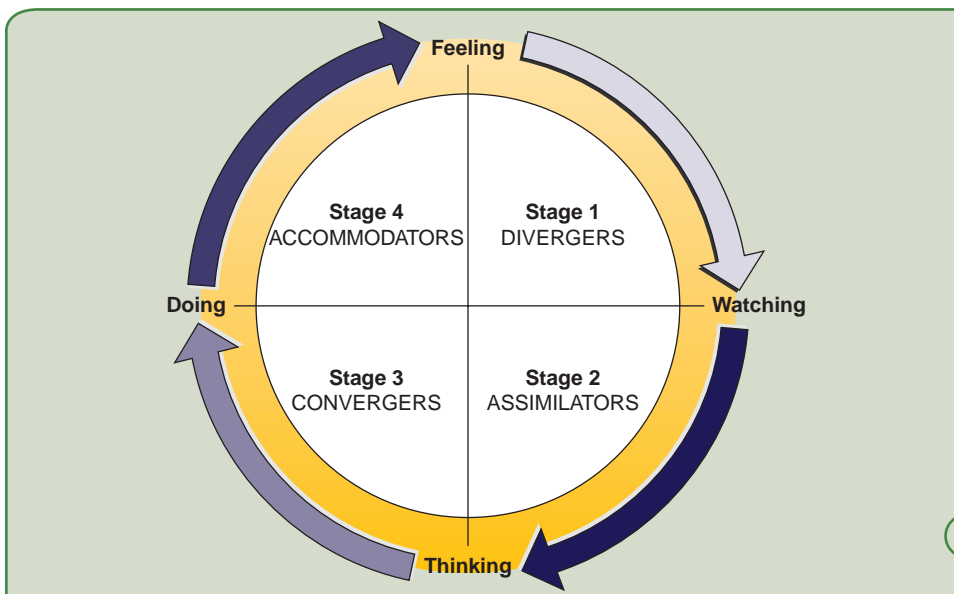 Feeling
Stage 4
ACCOMMODATORS
Stage 1
DIVERGERS
Doing
Watching
Stage 3
CONVERGERS
Stage 2
ASSIMILATORS
Thinking